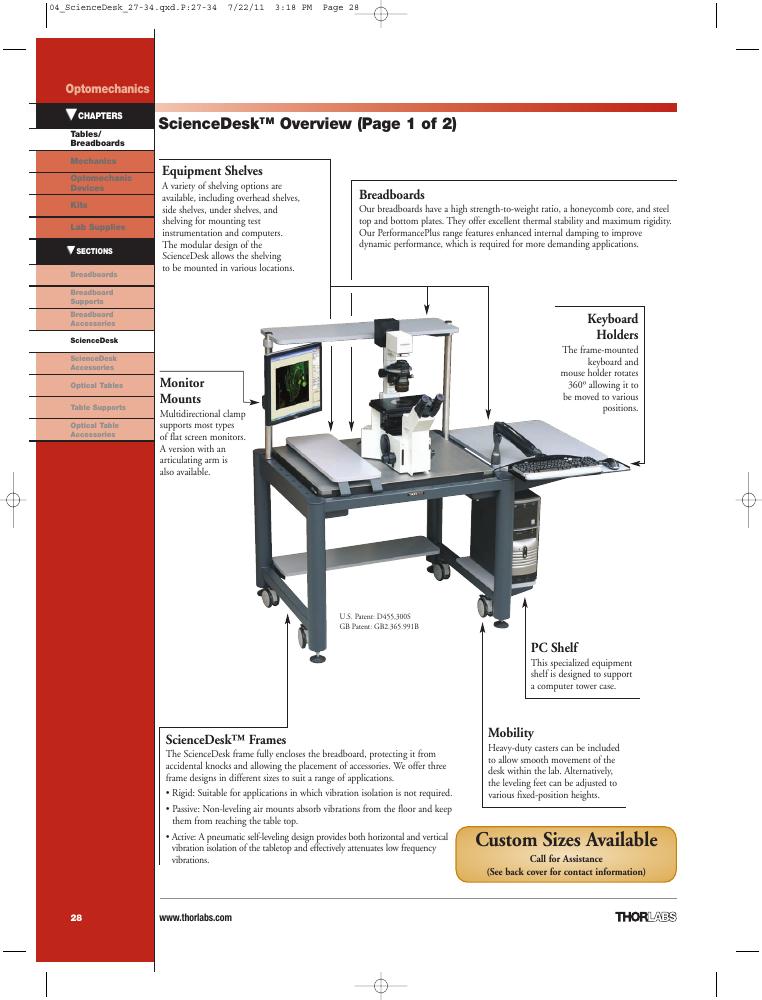 04_ScienceDesk_27-34.qxd.P:27-34 7/22/11 3:18 PM Page 28
Optomechanics
▼CHAPTERS
Tables/
Breadboards
Mechanics
Optomechanic
Devices
Kits
Lab Supplies
▼SECTIONS
Breadboards
Breadboard
Supports
Breadboard
Accessories
ScienceDesk
ScienceDesk
Accessories
Optical Tables
Table Supports
Optical Table
Accessories
ScienceDesk™ Overview (Page 1 of 2)
Equipment Shelves
A variety of shelving options are
available, including overhead shelves,
side shelves, under shelves, and
shelving for mounting test
instrumentation and computers.
The modular design of the
ScienceDesk allows the shelving
to be mounted in various locations.
Breadboards
Our breadboards have a high strength-to-weight ratio, a honeycomb core, and steel
top and bottom plates. They offer excellent thermal stability and maximum rigidity.
Our PerformancePlus range features enhanced internal damping to improve
dynamic performance, which is required for more demanding applications.
Keyboard
Holders
The frame-mounted
keyboard and
mouse holder rotates
360° allowing it to
be moved to various
positions.
Monitor
Mounts
Multidirectional clamp
supports most types
of flat screen monitors.
A version with an
articulating arm is
also available.
U.S. Patent: D455,300S
GB Patent: GB2,365,991B
PC Shelf
This specialized equipment
shelf is designed to support
a computer tower case.
Mobility
Heavy-duty casters can be included
to allow smooth movement of the
desk within the lab. Alternatively,
the leveling feet can be adjusted to
various fixed-position heights.
ScienceDesk™ Frames
The ScienceDesk frame fully encloses the breadboard, protecting it from
accidental knocks and allowing the placement of accessories. We offer three
frame designs in different sizes to suit a range of applications.
• Rigid: Suitable for applications in which vibration isolation is not required.
• Passive: Non-leveling air mounts absorb vibrations from the floor and keep
them from reaching the table top.
• Active: A pneumatic self-leveling design provides both horizontal and vertical
vibration isolation of the tabletop and effectively attenuates low frequency
vibrations.
Custom Sizes Available
Call for Assistance
(See back cover for contact information)
28
www.thorlabs.com
THORLABS